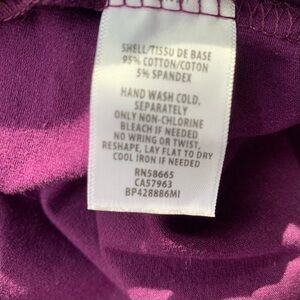 SHELL/TISSU DE BASE
95% COTTON/COTON
5% SPANDEX
HAND WASH COLD,
SEPARATELY
ONLY NON-CHLORINE
BLEACH IF NEEDED
NO WRING OR TWIST,
RESHAPE, LAY FLAT TO DRY
COOL IRON IF NEEDED
RN58665
CA57963
BP428886MI